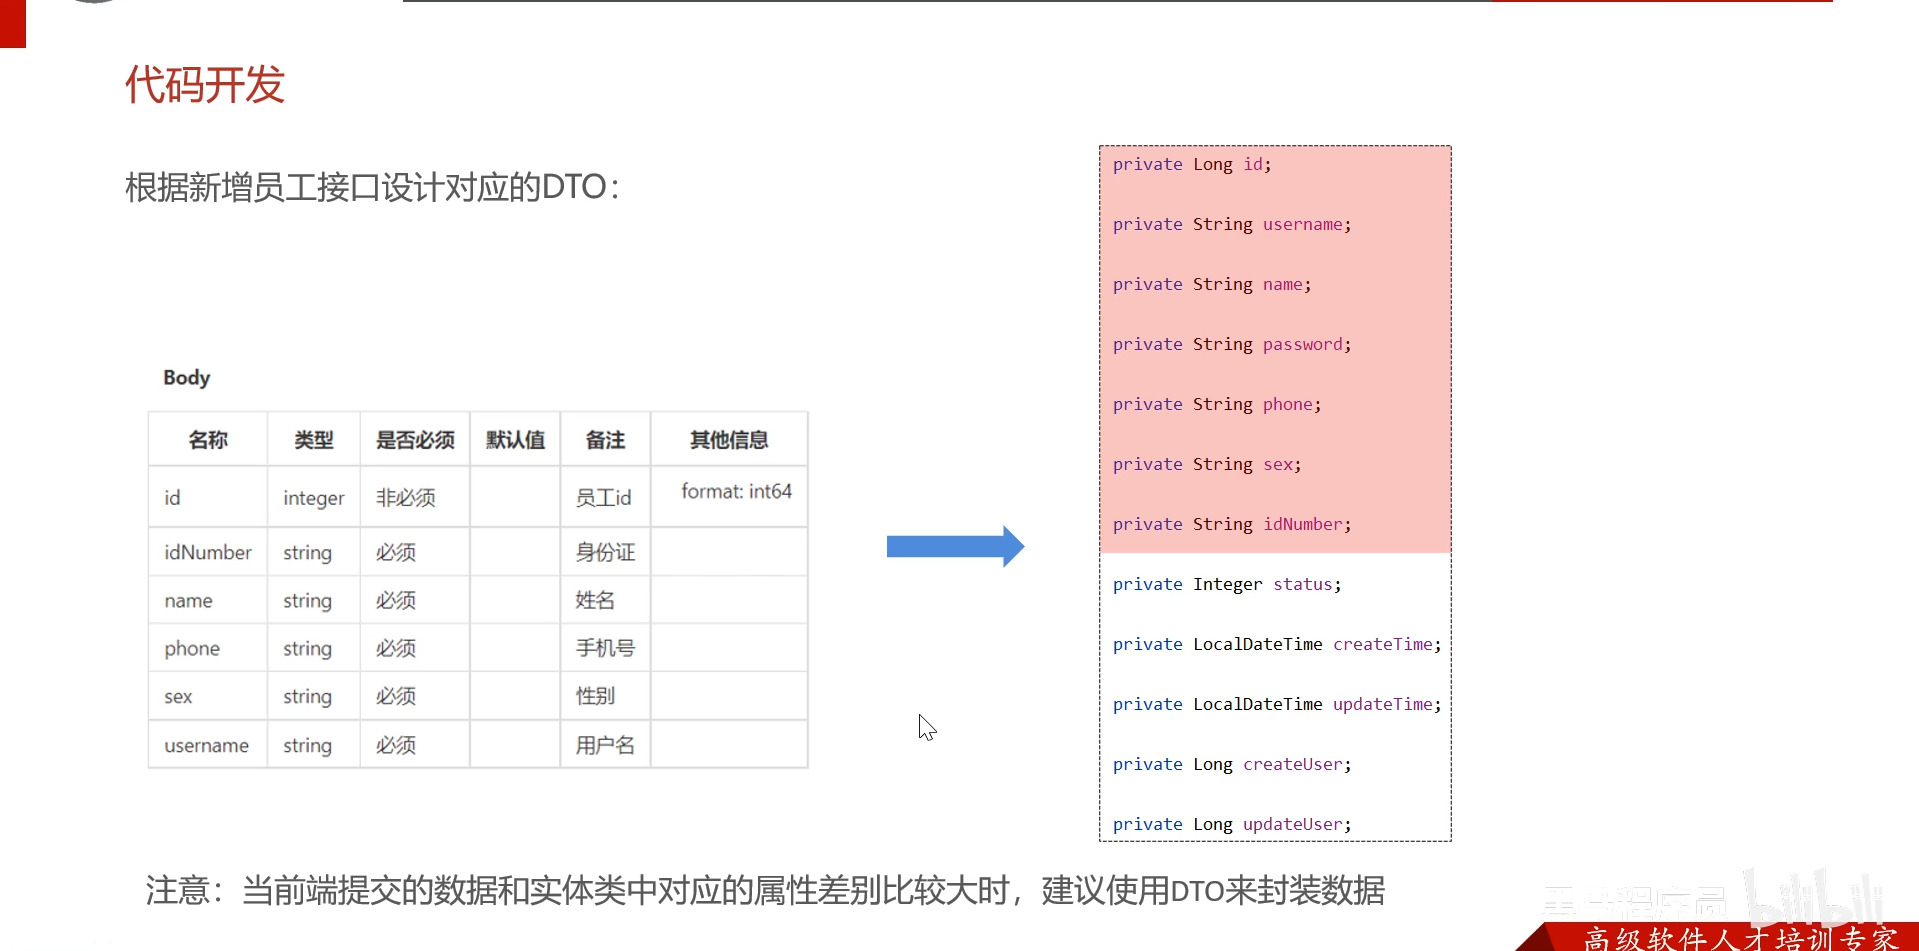 代码开发
根据新增员工接口设计对应的DTO：
Body
名称 类型 是否必须 默认值 备注 其他信息
id integer 非必须 员工id format: int64
idNumber string 必须 身份证
name string 必须 姓名
phone string 必须 手机号
sex string 必须 性别
username string 必须 用户名
private Long id;
private String username;
private String name;
private String password;
private String phone;
private String sex;
private String idNumber;
private Integer status;
private LocalDateTime createTime;
private LocalDateTime updateTime;
private Long createUser;
private Long updateUser;
注意：当前端提交的数据和实体类中对应的属性差别比较大时，建议使用DTO来封装数据
程序员 bilibili
高级软件人才培训专家